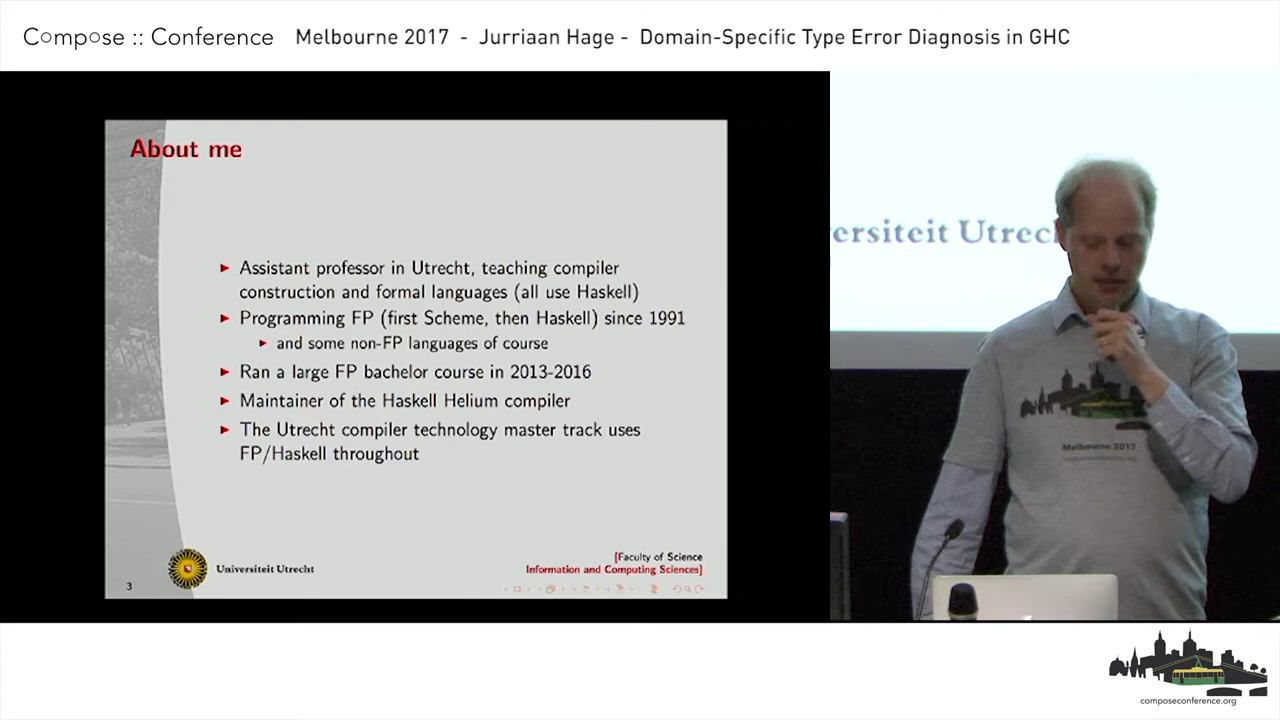 Compose :: Conference Melbourne 2017 - Jurriaan Hage - Domain-Specific Type Error Diagnosis in GHC
About me
Assistant professor in Utrecht, teaching compiler
construction and formal languages (all use Haskell)
Programming FP (first Scheme, then Haskell) since 1991
and some non-FP languages of course
Ran a large FP bachelor course in 2013-2016
Maintainer of the Haskell Helium compiler
The Utrecht compiler technology master track uses
FP/Haskell throughout
3
Universiteit Utrecht
[Faculty of Science
Information and Computing Sciences]
ersiteit Utrec
Melbourne 2017
composeconference.org